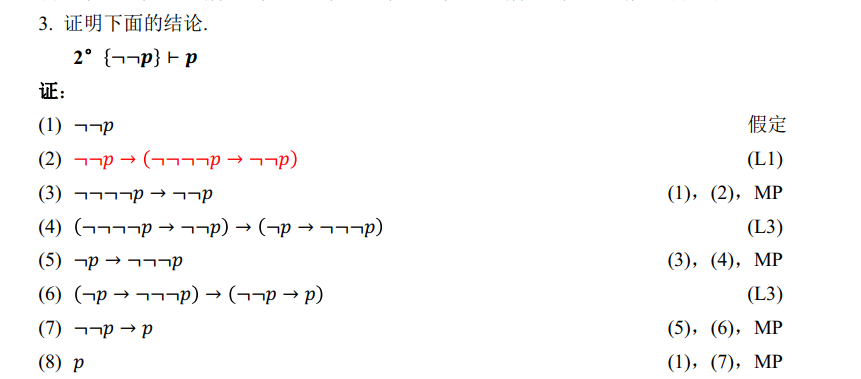 3. 证明下面的结论.
2° {¬¬p} ⊢ p
证:
(1) ¬¬p 假定
(2) ¬¬p → (¬¬¬¬p → ¬¬p) (L1)
(3) ¬¬¬¬p → ¬¬p (1), (2), MP
(4) (¬¬¬¬p → ¬¬p) → (¬p → ¬¬¬p) (L3)
(5) ¬p → ¬¬¬p (3), (4), MP
(6) (¬p → ¬¬¬p) → (¬¬p → p) (L3)
(7) ¬¬p → p (5), (6), MP
(8) p (1), (7), MP